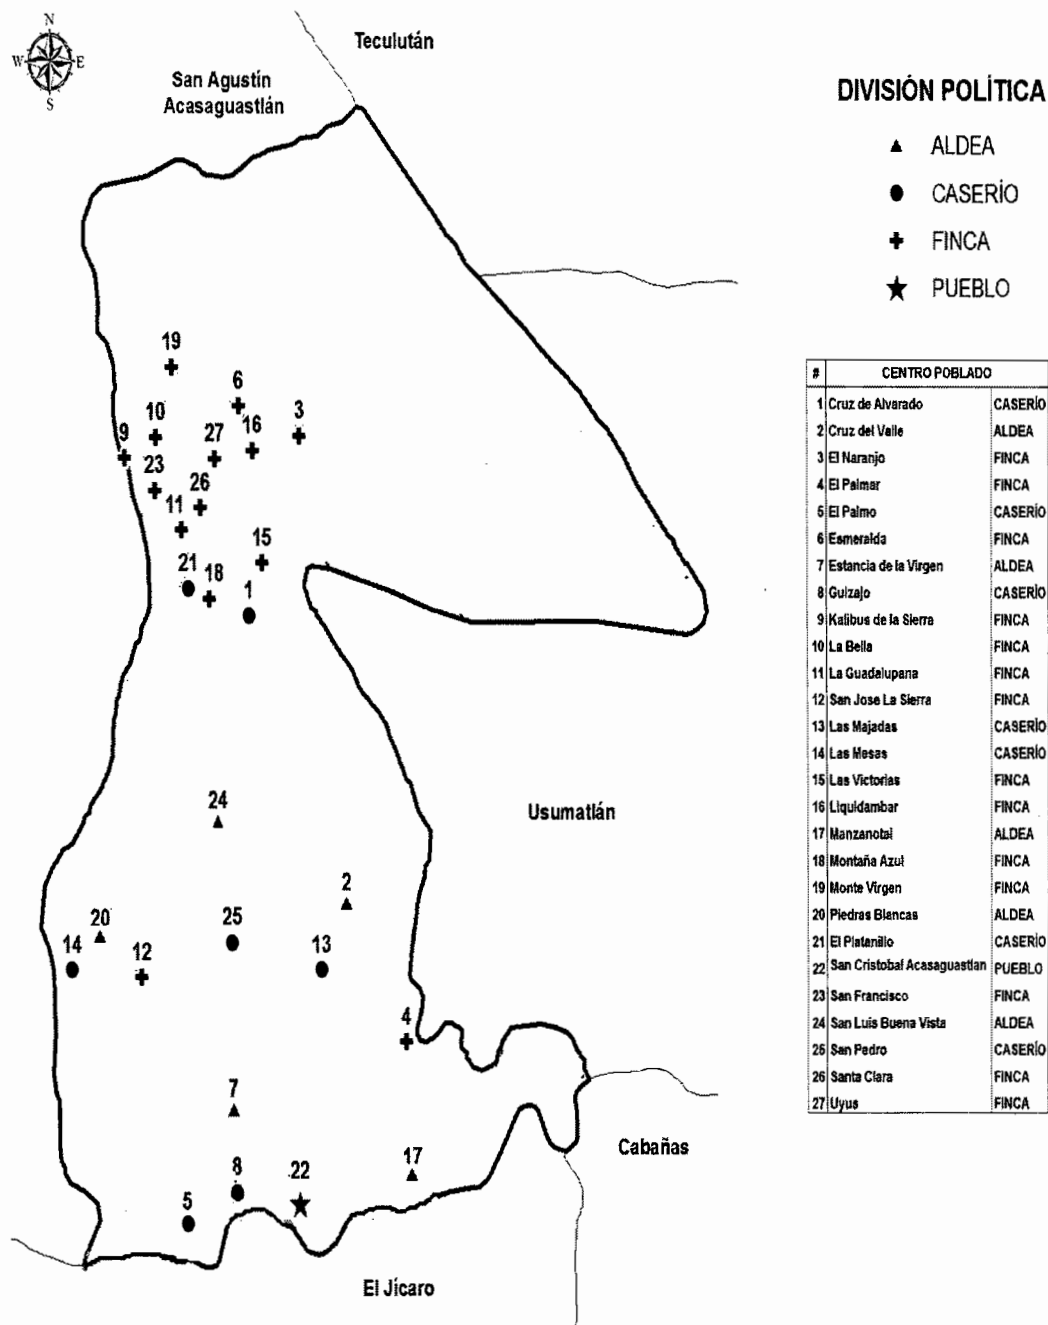 N
W E
S
Teculután
San Agustín
Acasaguastlán
DIVISIÓN POLÍTICA
ALDEA
CASERÍO
FINCA
PUEBLO
# CENTRO POBLADO
1 Cruz de Alvarado CASERÍO
2 Cruz del Valle ALDEA
3 El Naranjo FINCA
4 El Palmar FINCA
5 El Palmo CASERÍO
6 Esmeralda FINCA
7 Estancia de la Virgen ALDEA
8 Guizajo CASERÍO
9 Kalibus de la Sierra FINCA
10 La Bella FINCA
11 La Guadalupana FINCA
12 San Jose La Sierra FINCA
13 Las Majadas CASERÍO
14 Las Mesas CASERÍO
15 Las Victorias FINCA
16 Liquidambar FINCA
17 Manzanotal ALDEA
18 Montaña Azul FINCA
19 Monte Virgen FINCA
20 Piedras Blancas ALDEA
21 El Platanillo CASERÍO
22 San Cristobal Acasaguastlan PUEBLO
23 San Francisco FINCA
24 San Luis Buena Vista ALDEA
25 San Pedro CASERÍO
26 Santa Clara FINCA
27 Uyus FINCA
19
6
10
3
9
27
16
23
26
11
15
21
18
1
24
Usumatlán
2
20
25
14
12
13
4
7
Cabañas
17
8
22
5
El Jícaro